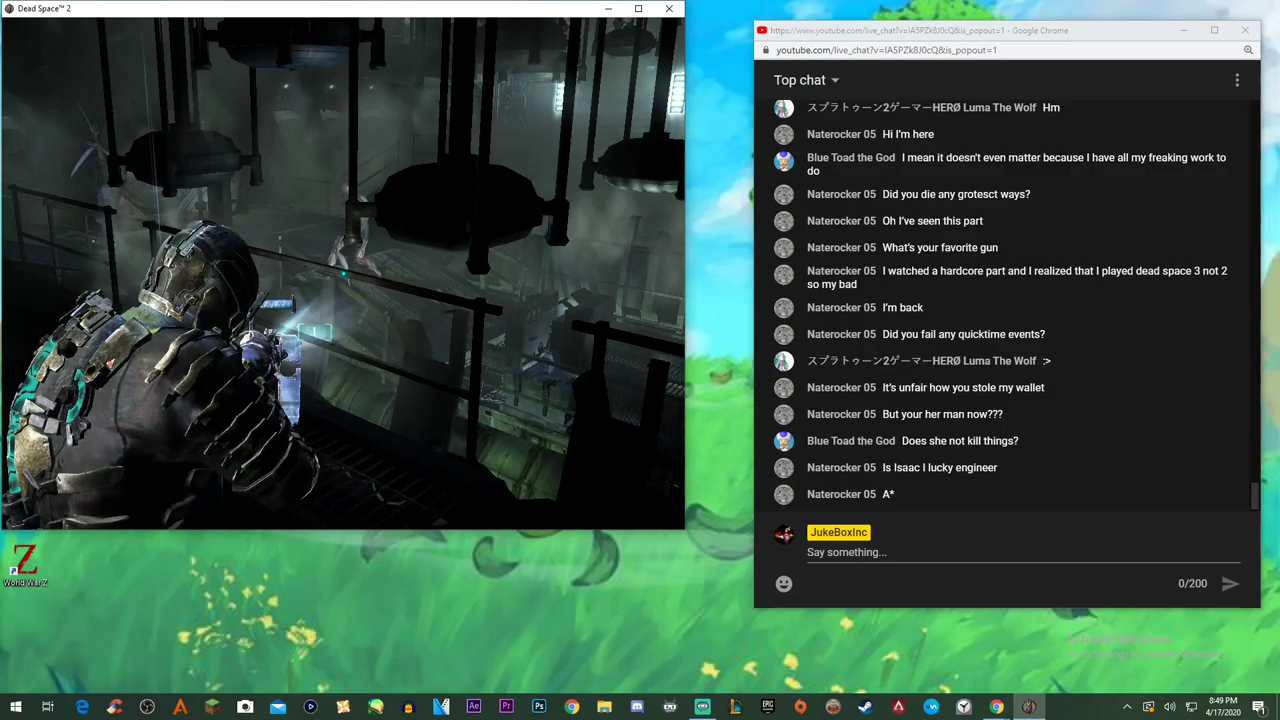 Dead Space™ 2
https://www.youtube.com/live_chat?v=IA5PZk8J0cQ&is_popout=1 - Google Chrome
youtube.com/live_chat?v=IA5PZk8J0cQ&is_popout=1
Top chat
スプラトゥーン2ゲーマーHERØ Luma The Wolf Hm
Naterocker 05 Hi I'm here
Blue Toad the God I mean it doesn't even matter because I have all my freaking work to
do
Naterocker 05 Did you die any grotesct ways?
Naterocker 05 Oh I've seen this part
Naterocker 05 What's your favorite gun
Naterocker 05 I watched a hardcore part and I realized that I played dead space 3 not 2
so my bad
Naterocker 05 I'm back
Naterocker 05 Did you fail any quicktime events?
スプラトゥーン2ゲーマーHERØ Luma The Wolf :>
Naterocker 05 It's unfair how you stole my wallet
Naterocker 05 But your her man now???
Blue Toad the God Does she not kill things?
Naterocker 05 Is Isaac I lucky engineer
Naterocker 05 A*
JukeBoxInc
Say something...
0/200
1
Z
World War Z
Ae
Pr
Ps
EPIC
8:49 PM
4/17/2020